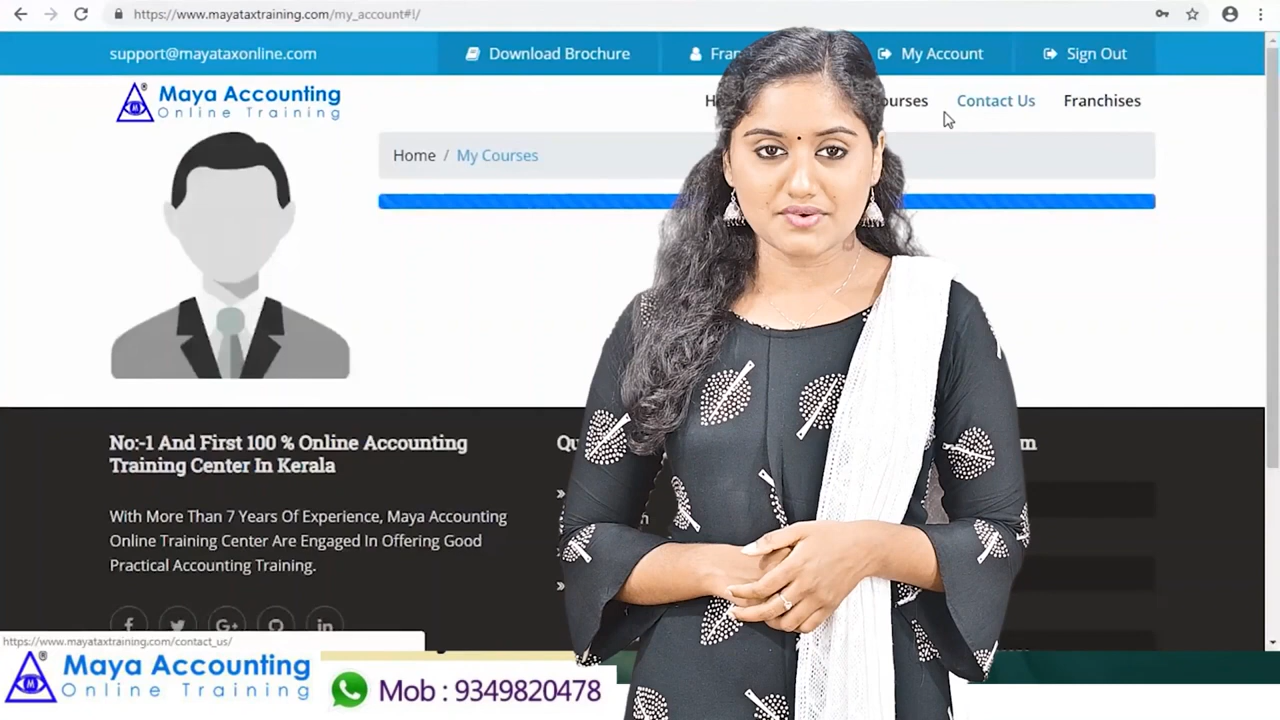 https://www.mayataxtraining.com/my_account#!/
support@mayataxonline.com
Download Brochure
My Account
Sign Out
Maya Accounting
Online Training
Contact Us
Franchises
Home / My Courses
No:-1 And First 100 % Online Accounting
Training Center In Kerala
With More Than 7 Years Of Experience, Maya Accounting
Online Training Center Are Engaged In Offering Good
Practical Accounting Training.
https://www.mayataxtraining.com/contact_us/
Maya Accounting
Online Training
Mob : 9349820478